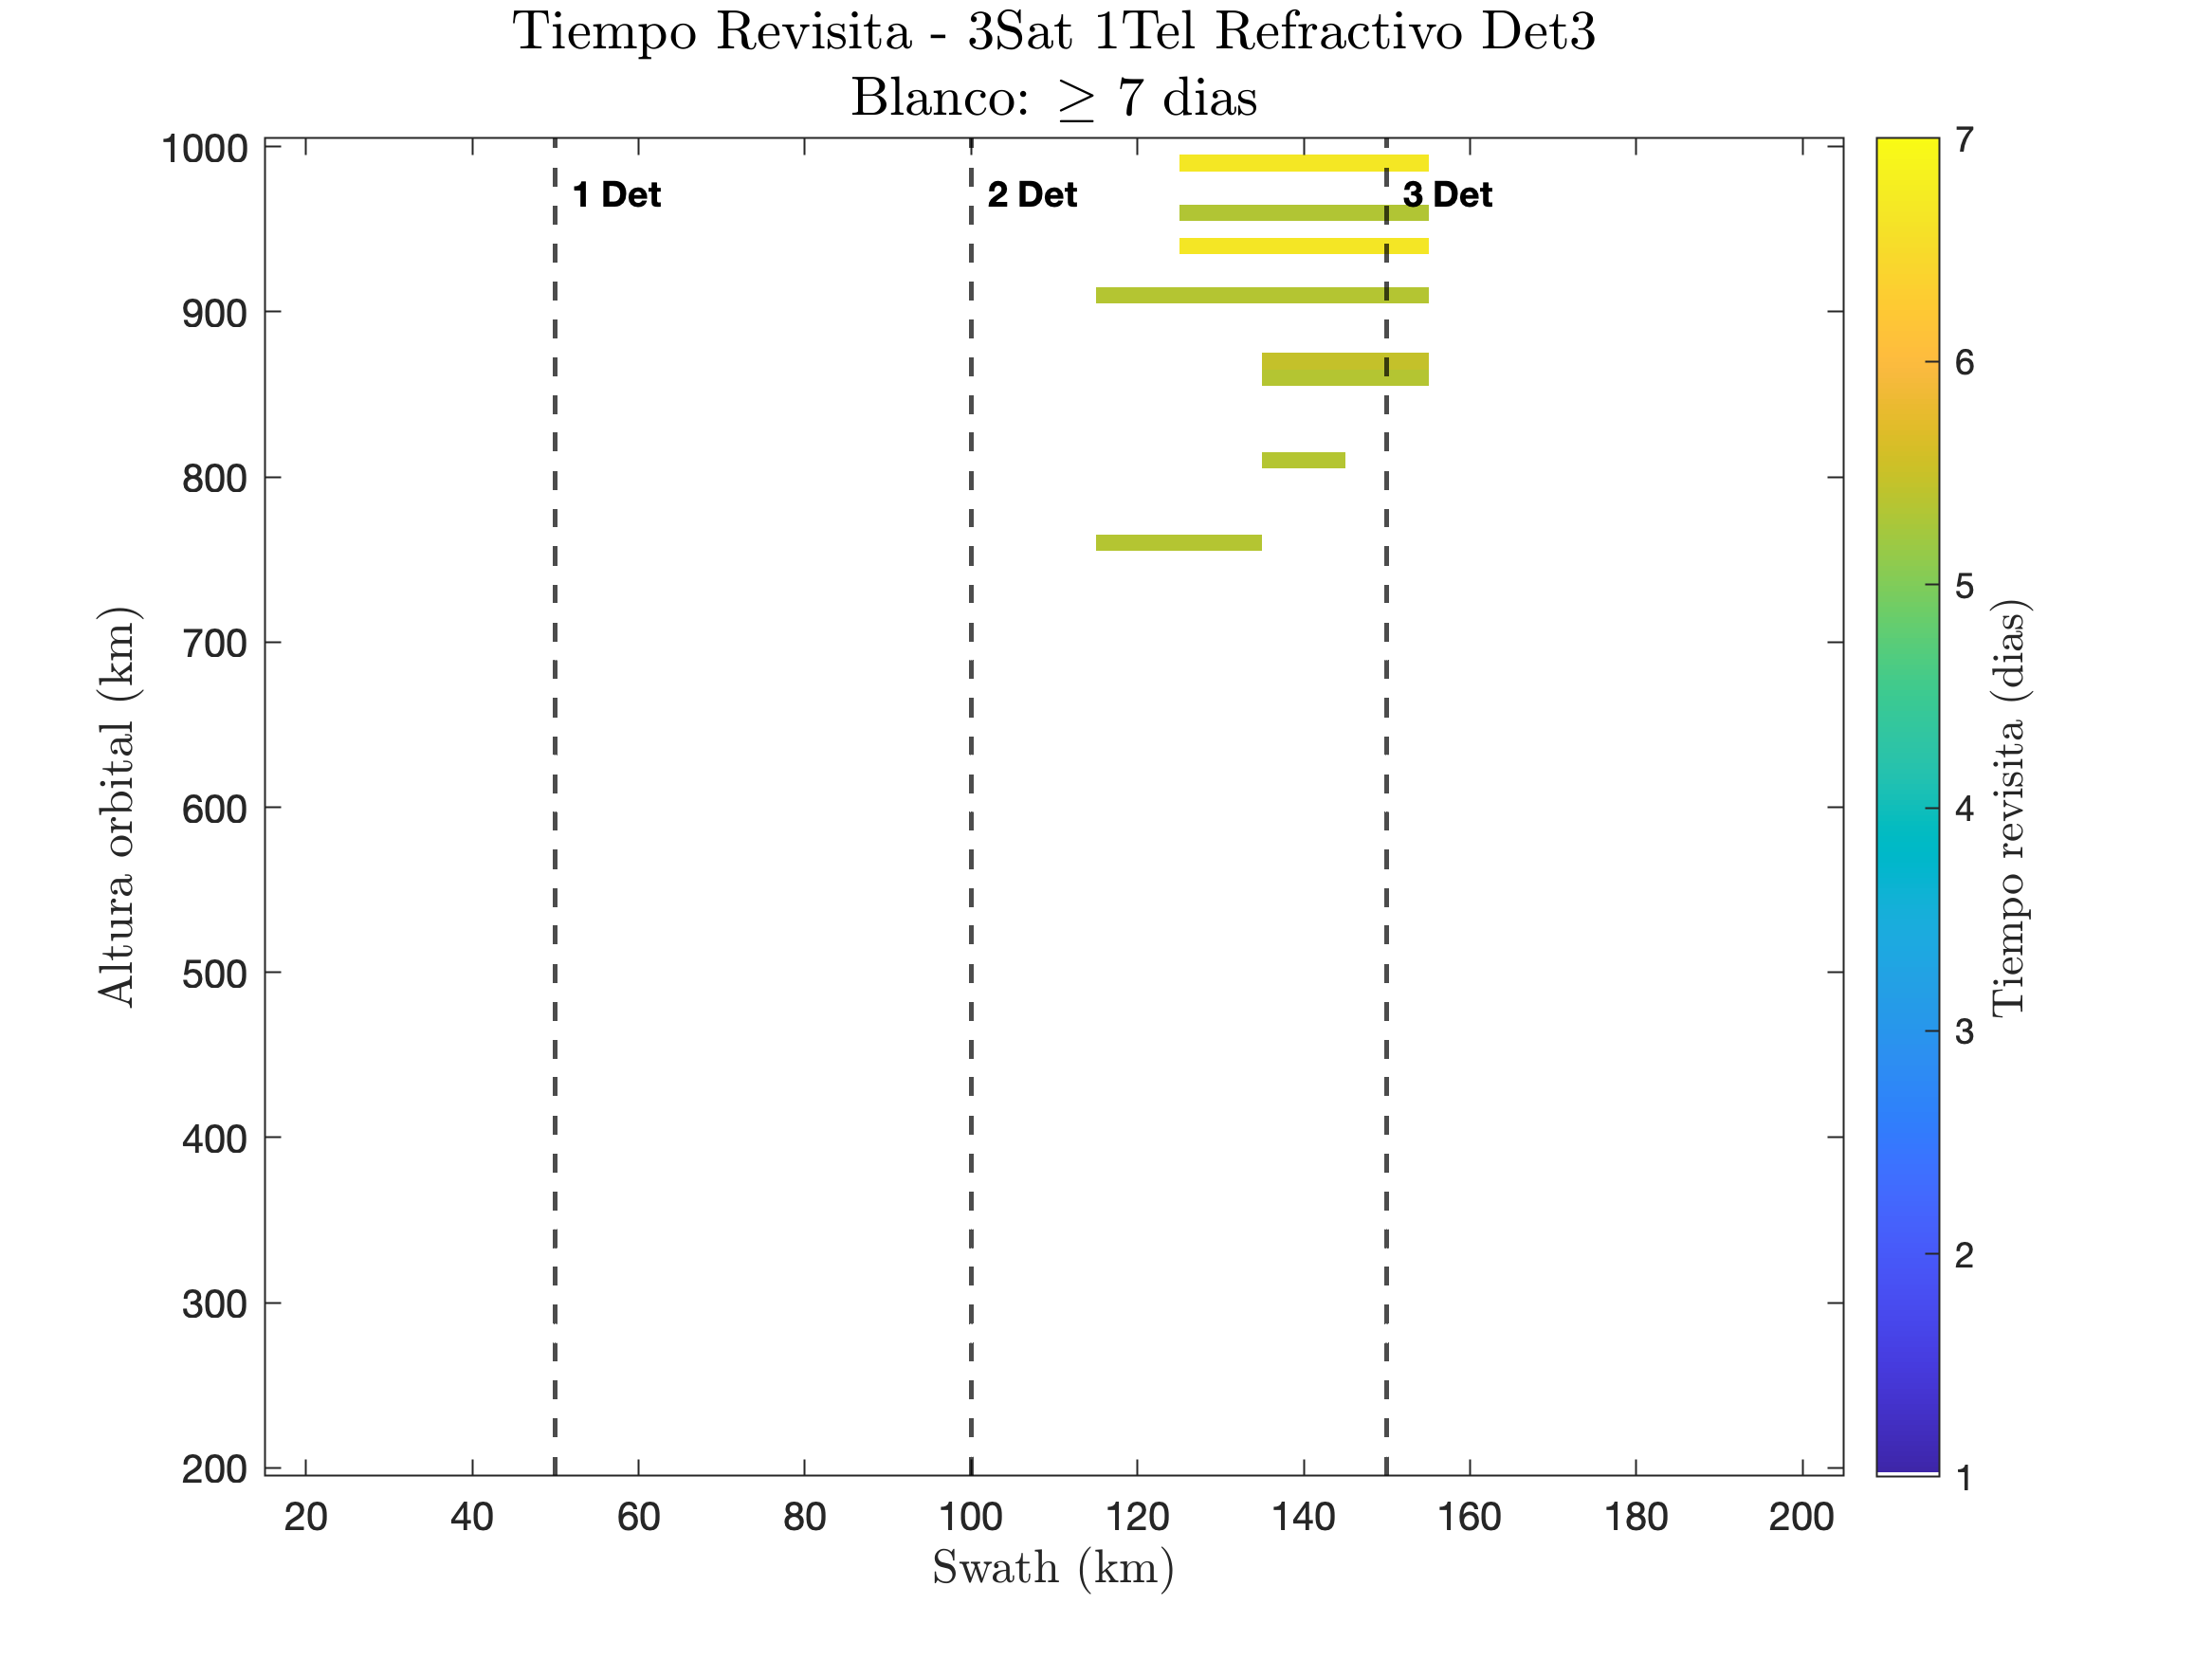 Tiempo Revisita - 3Sat 1Tel Refractivo Det3
Blanco: ≥ 7 dias
1 Det
2 Det
3 Det
1000
900
800
700
600
500
400
300
200
Altura orbital (km)
20 40 60 80 100 120 140 160 180 200
Swath (km)
7
6
5
4
3
2
1
Tiempo revisita (dias)